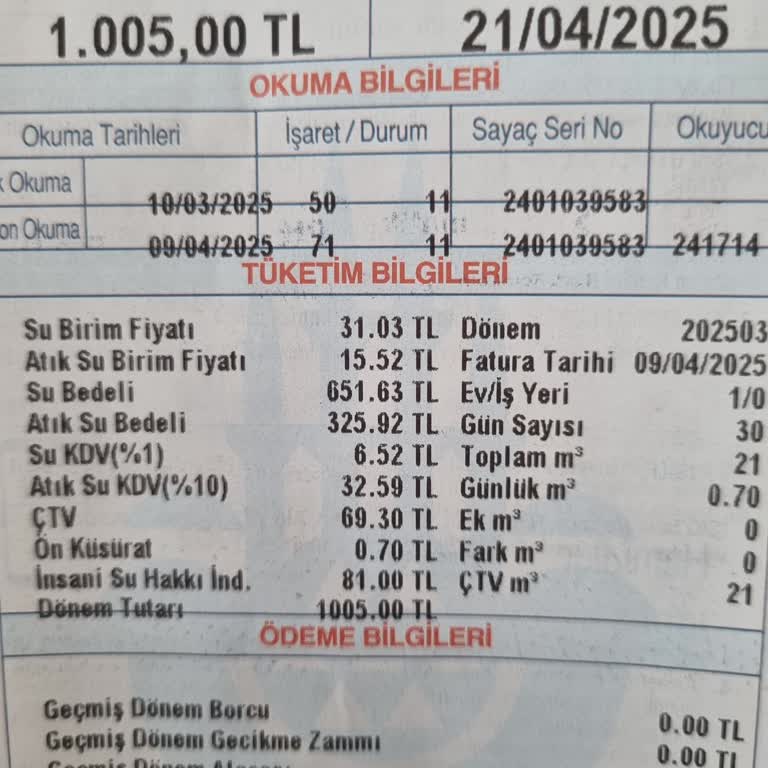 1.005,00 TL 21/04/2025
OKUMA BİLGİLERİ
Okuma Tarihleri İşaret / Durum Sayaç Seri No Okuyucu
k Okuma 10/03/2025 50 11 2401039583
on Okuma 09/04/2025 71 11 2401039583 241714
TÜKETİM BİLGİLERİ
Su Birim Fiyatı 31.03 TL Dönem 202503
Atık Su Birim Fiyatı 15.52 TL Fatura Tarihi 09/04/2025
Su Bedeli 651.63 TL Ev/İş Yeri 1/0
Atık Su Bedeli 325.92 TL Gün Sayısı 30
Su KDV(%1) 6.52 TL Toplam m³ 21
Atık Su KDV(%10) 32.59 TL Günlük m³ 0.70
ÇTV 69.30 TL Ek m³ 0
Ön Küsürat 0.70 TL Fark m³ 0
İnsani Su Hakkı İnd. 81.00 TL ÇTV m³ 21
Dönem Tutarı 1005.00 TL
ÖDEME BİLGİLERİ
Geçmiş Dönem Borcu 0.00 TL
Geçmiş Dönem Gecikme Zammı 0.00 TL
Geçmiş Dönem